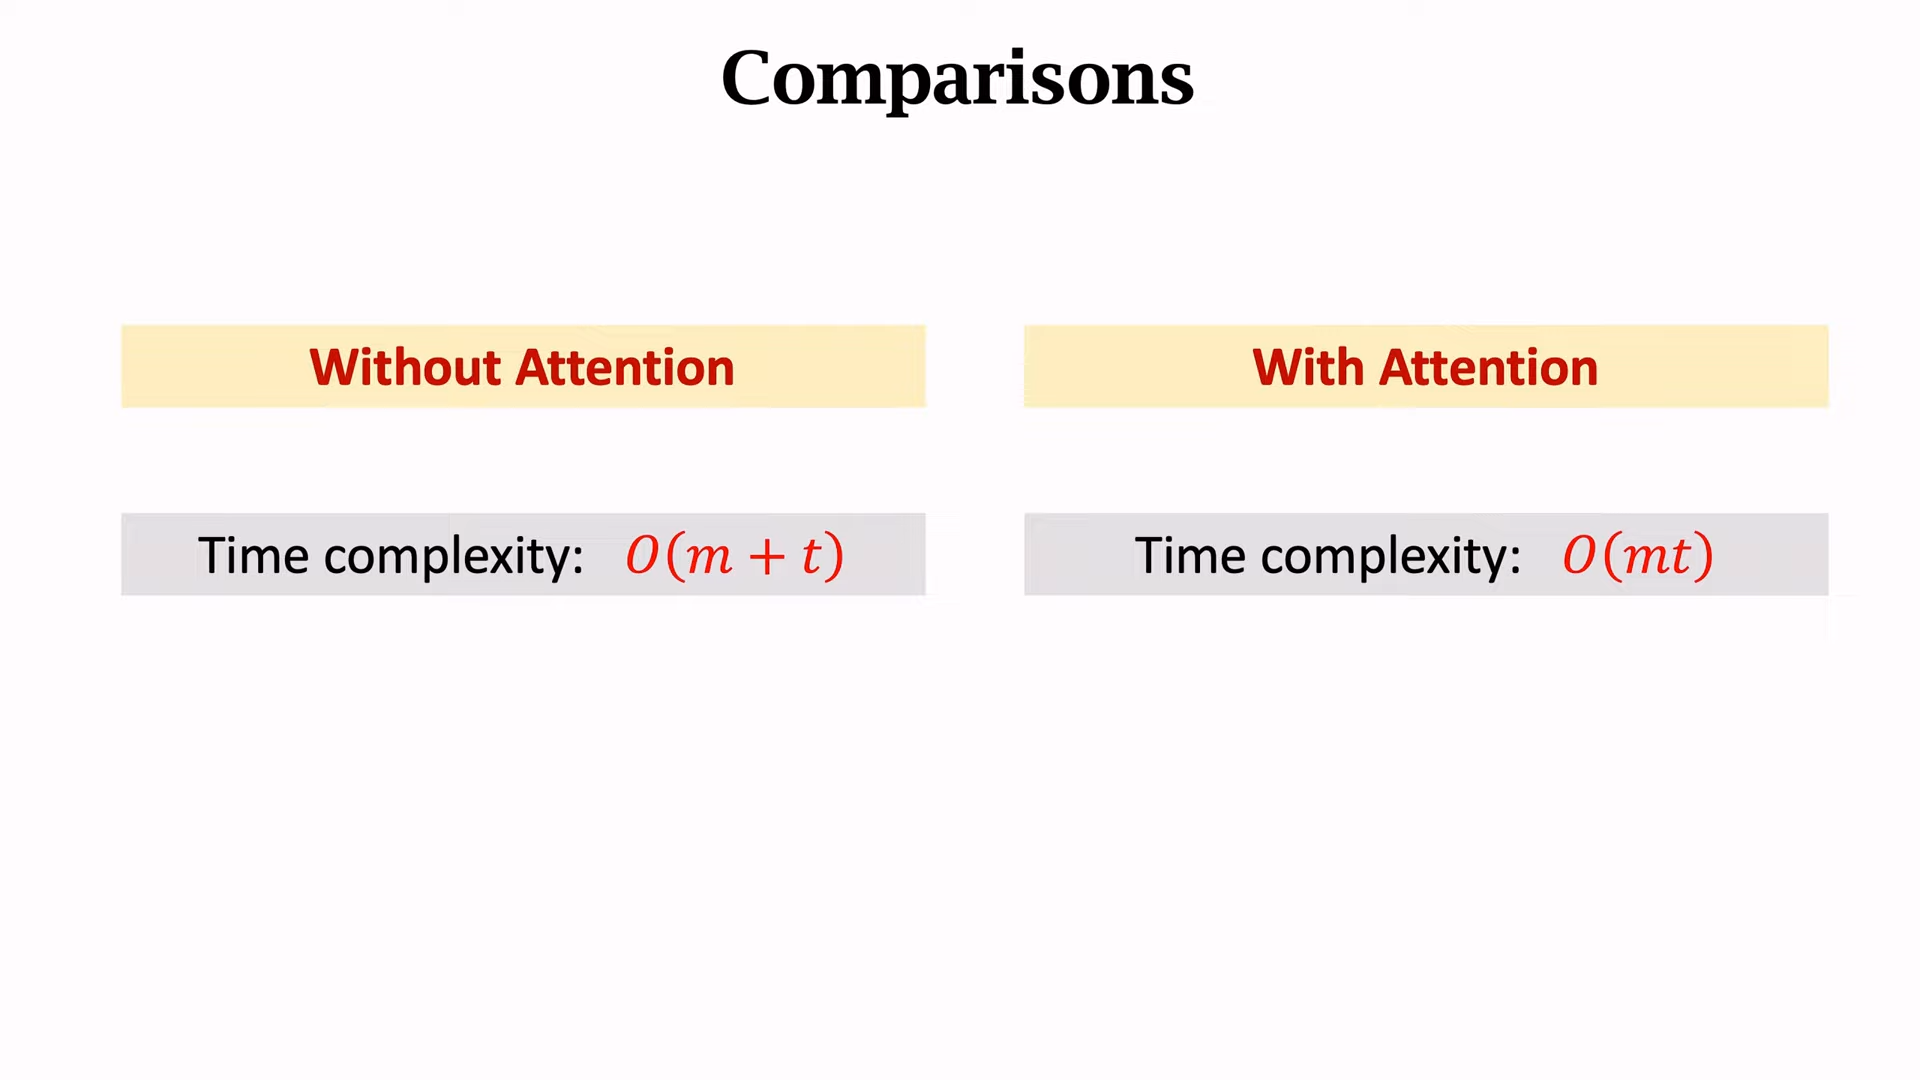 Comparisons
Without Attention
With Attention
Time complexity: O(m + t)
Time complexity: O(mt)